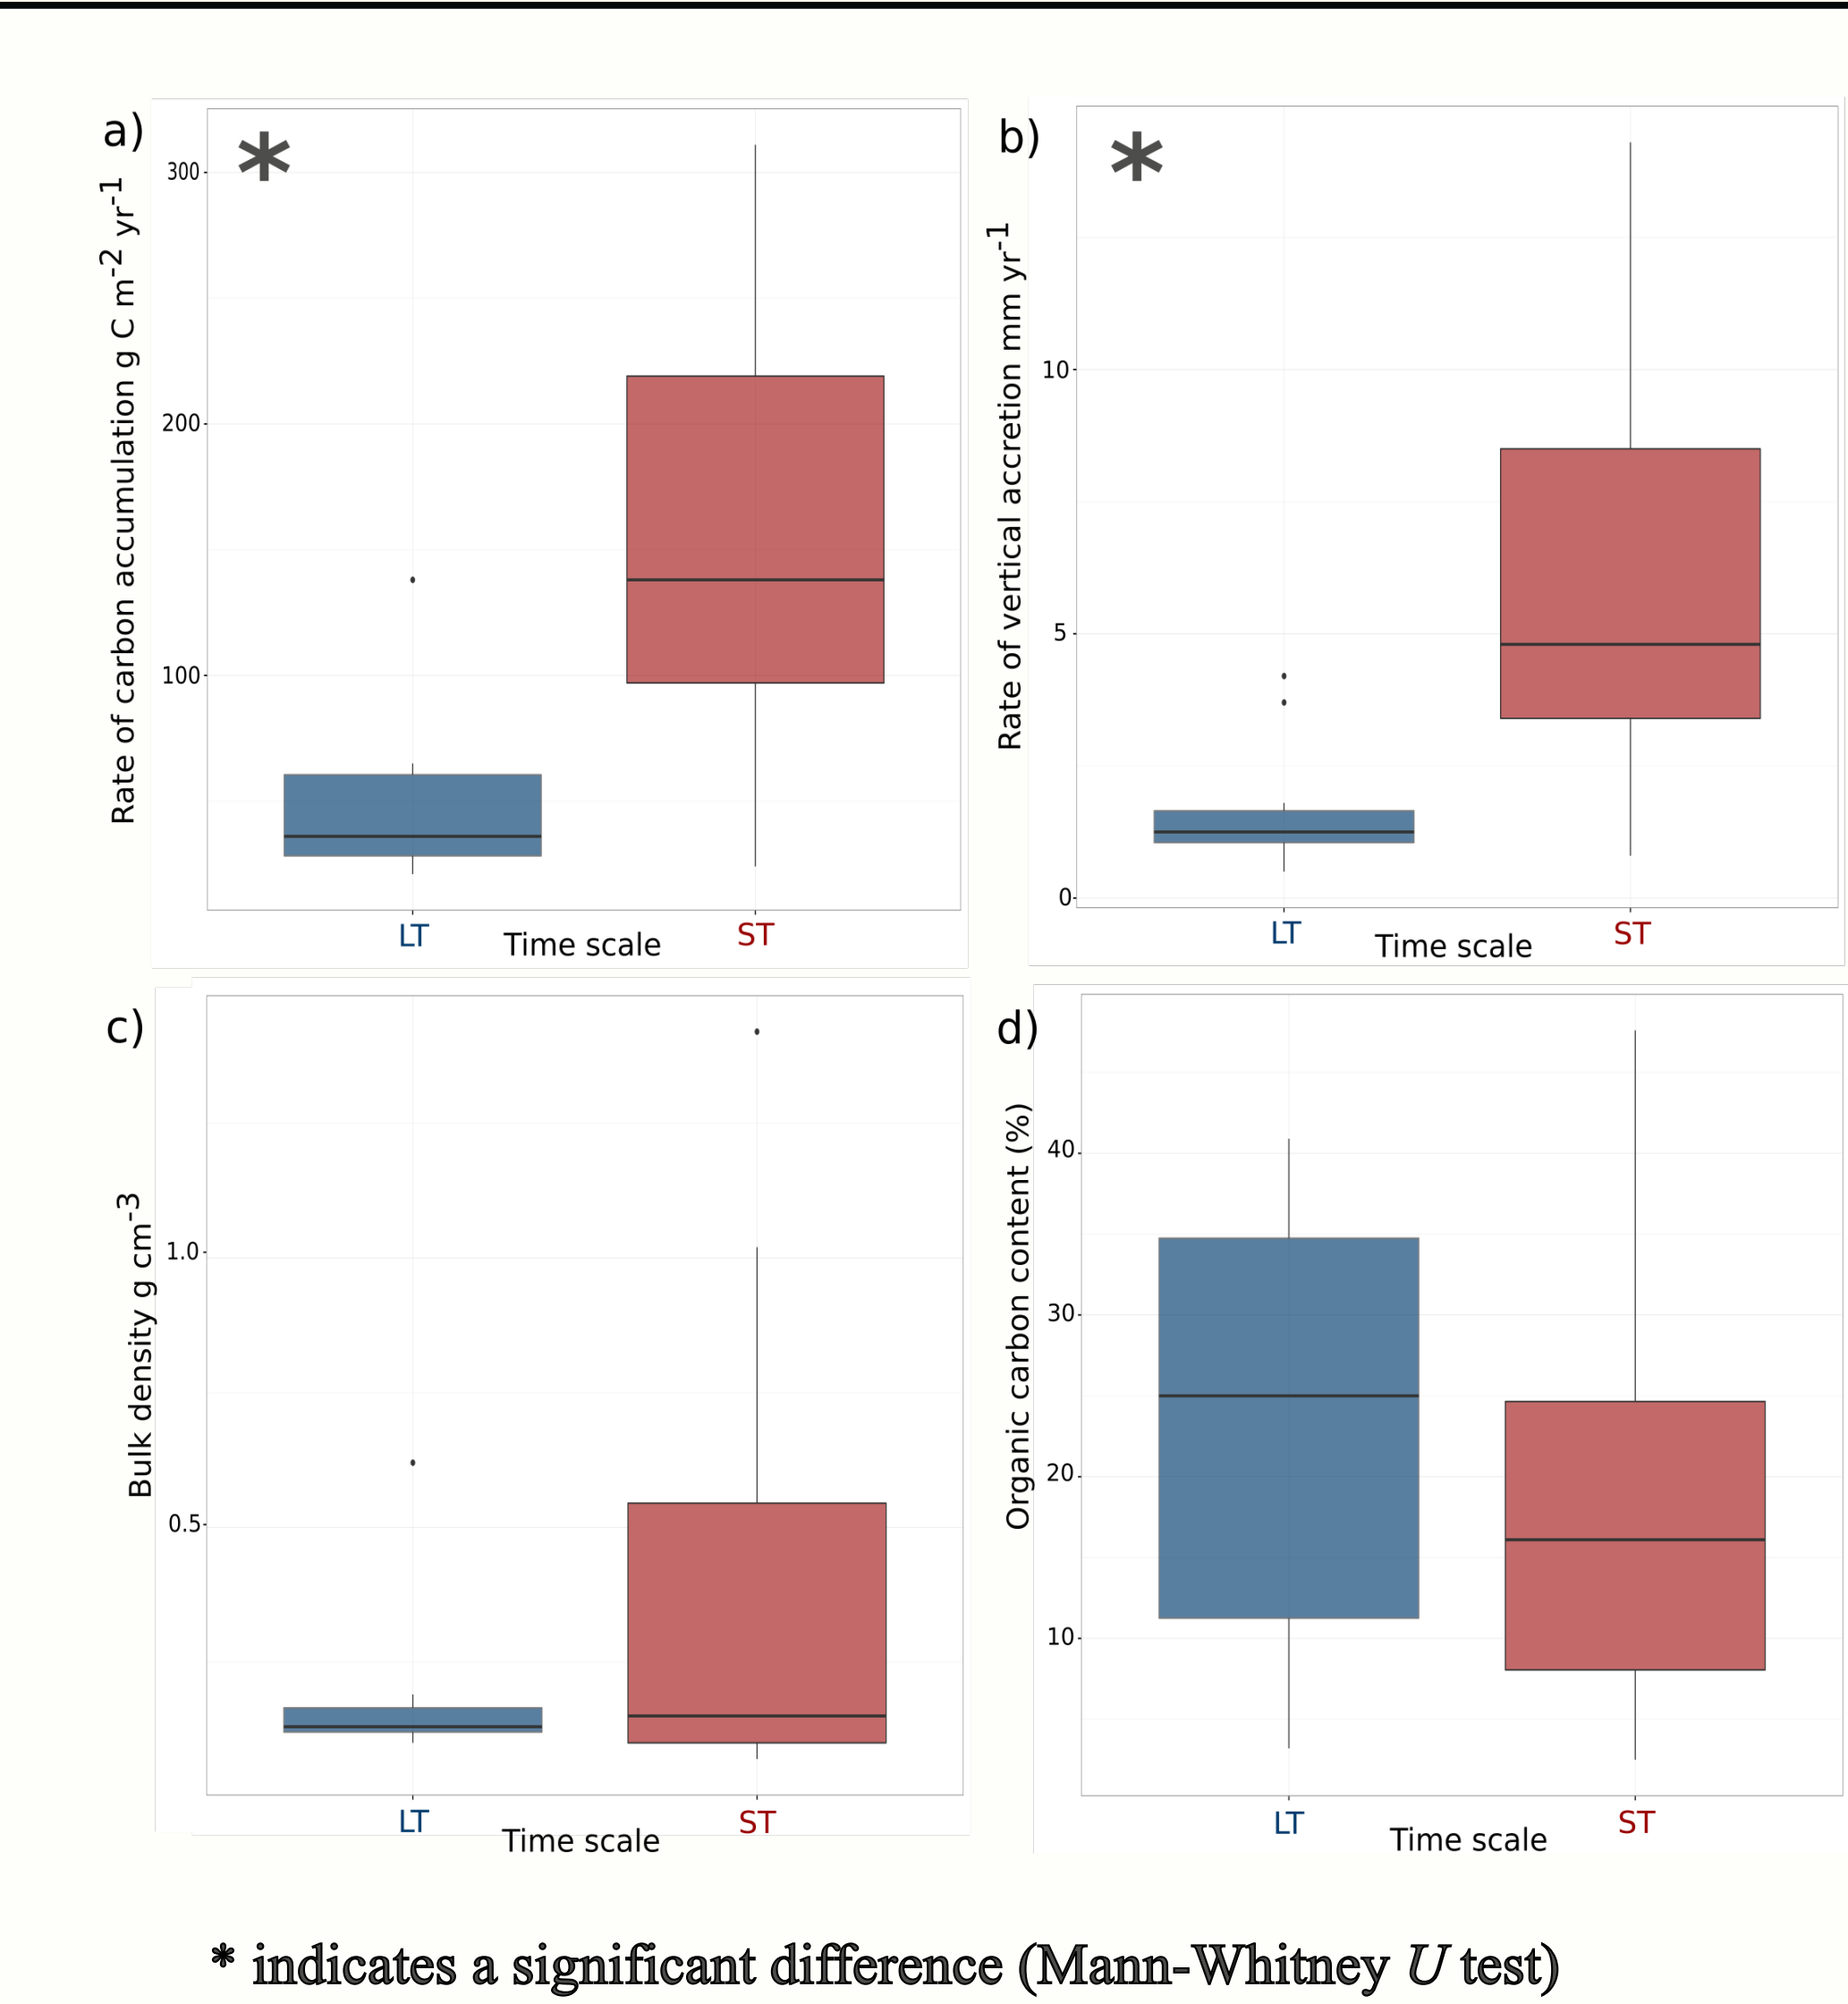 a)
*
Rate of carbon accumulation g C m-2 yr-1
300
200
100
LT
ST
Time scale
b)
*
Rate of vertical accretion mm yr-1
10
5
0
LT
ST
Time scale
c)
Bulk density g cm-3
1.0
0.5
LT
ST
Time scale
d)
Organic carbon content (%)
40
30
20
10
LT
ST
Time scale
* indicates a significant difference (Mann-Whitney U test)